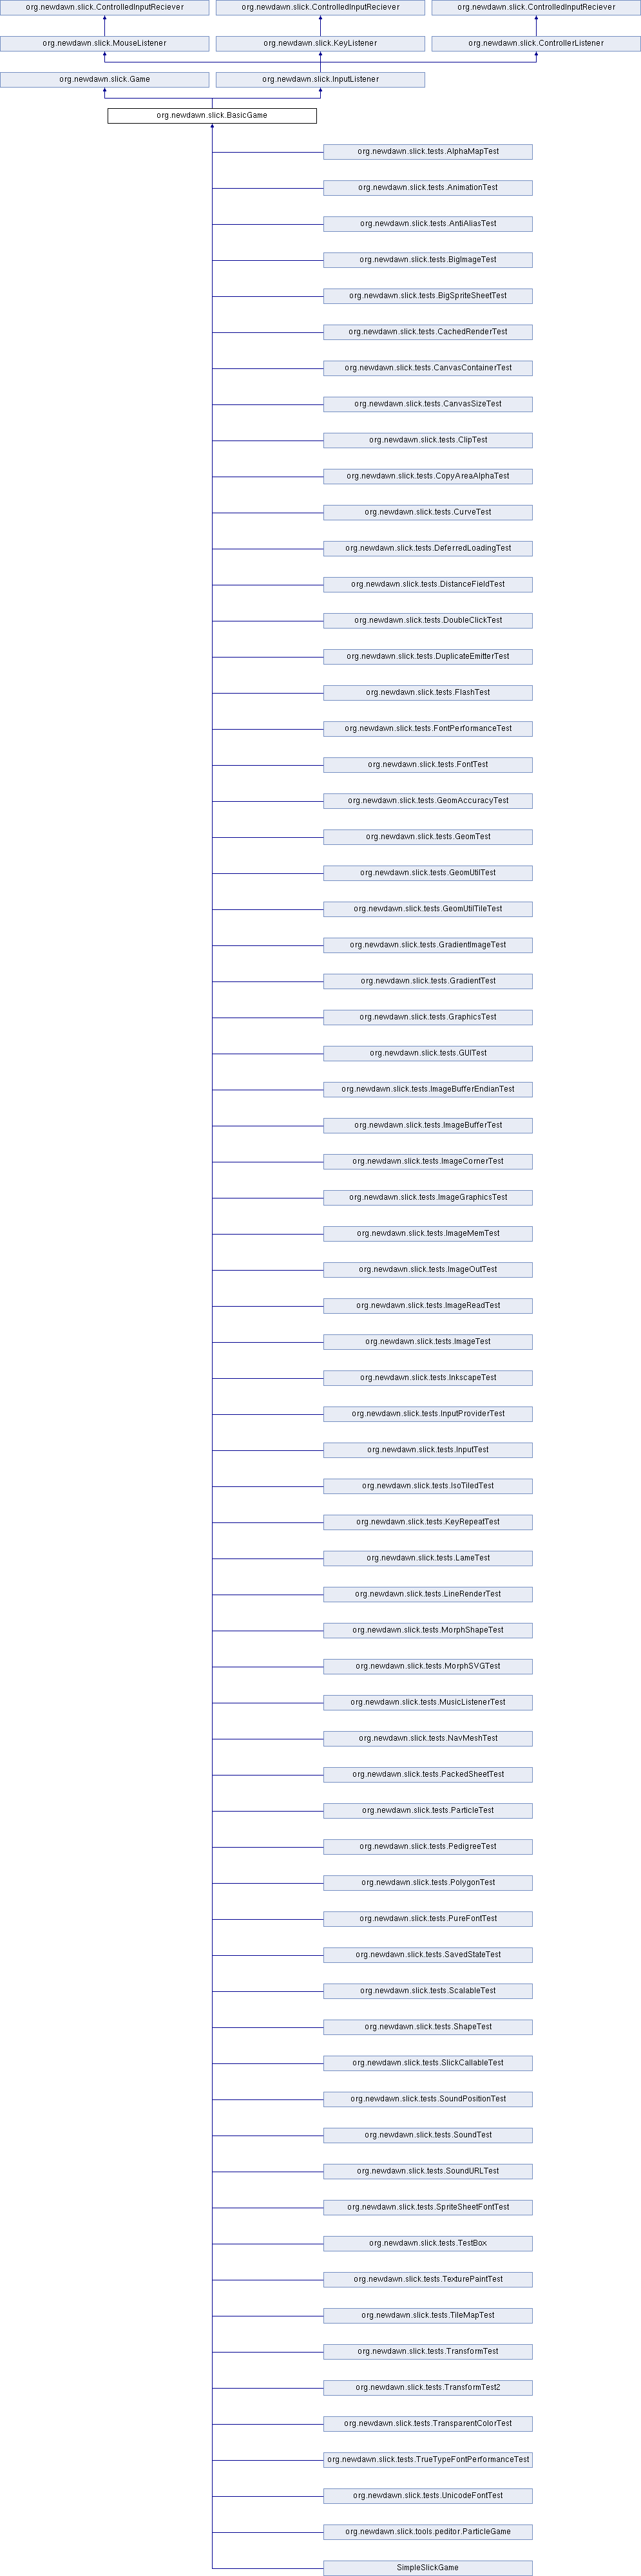 org.newdawn.slick.ControlledInputReciever org.newdawn.slick.ControlledInputReciever org.newdawn.slick.ControlledInputReciever
org.newdawn.slick.MouseListener org.newdawn.slick.KeyListener org.newdawn.slick.ControllerListener
org.newdawn.slick.Game org.newdawn.slick.InputListener
org.newdawn.slick.BasicGame
org.newdawn.slick.tests.AlphaMapTest
org.newdawn.slick.tests.AnimationTest
org.newdawn.slick.tests.AntiAliasTest
org.newdawn.slick.tests.BigImageTest
org.newdawn.slick.tests.BigSpriteSheetTest
org.newdawn.slick.tests.CachedRenderTest
org.newdawn.slick.tests.CanvasContainerTest
org.newdawn.slick.tests.CanvasSizeTest
org.newdawn.slick.tests.ClipTest
org.newdawn.slick.tests.CopyAreaAlphaTest
org.newdawn.slick.tests.CurveTest
org.newdawn.slick.tests.DeferredLoadingTest
org.newdawn.slick.tests.DistanceFieldTest
org.newdawn.slick.tests.DoubleClickTest
org.newdawn.slick.tests.DuplicateEmitterTest
org.newdawn.slick.tests.FlashTest
org.newdawn.slick.tests.FontPerformanceTest
org.newdawn.slick.tests.FontTest
org.newdawn.slick.tests.GeomAccuracyTest
org.newdawn.slick.tests.GeomTest
org.newdawn.slick.tests.GeomUtilTest
org.newdawn.slick.tests.GeomUtilTileTest
org.newdawn.slick.tests.GradientImageTest
org.newdawn.slick.tests.GradientTest
org.newdawn.slick.tests.GraphicsTest
org.newdawn.slick.tests.GUITest
org.newdawn.slick.tests.ImageBufferEndianTest
org.newdawn.slick.tests.ImageBufferTest
org.newdawn.slick.tests.ImageCornerTest
org.newdawn.slick.tests.ImageGraphicsTest
org.newdawn.slick.tests.ImageMemTest
org.newdawn.slick.tests.ImageOutTest
org.newdawn.slick.tests.ImageReadTest
org.newdawn.slick.tests.ImageTest
org.newdawn.slick.tests.InkscapeTest
org.newdawn.slick.tests.InputProviderTest
org.newdawn.slick.tests.InputTest
org.newdawn.slick.tests.IsoTiledTest
org.newdawn.slick.tests.KeyRepeatTest
org.newdawn.slick.tests.LameTest
org.newdawn.slick.tests.LineRenderTest
org.newdawn.slick.tests.MorphShapeTest
org.newdawn.slick.tests.MorphSVGTest
org.newdawn.slick.tests.MusicListenerTest
org.newdawn.slick.tests.NavMeshTest
org.newdawn.slick.tests.PackedSheetTest
org.newdawn.slick.tests.ParticleTest
org.newdawn.slick.tests.PedigreeTest
org.newdawn.slick.tests.PolygonTest
org.newdawn.slick.tests.PureFontTest
org.newdawn.slick.tests.SavedStateTest
org.newdawn.slick.tests.ScalableTest
org.newdawn.slick.tests.ShapeTest
org.newdawn.slick.tests.SlickCallableTest
org.newdawn.slick.tests.SoundPositionTest
org.newdawn.slick.tests.SoundTest
org.newdawn.slick.tests.SoundURLTest
org.newdawn.slick.tests.SpriteSheetFontTest
org.newdawn.slick.tests.TestBox
org.newdawn.slick.tests.TexturePaintTest
org.newdawn.slick.tests.TileMapTest
org.newdawn.slick.tests.TransformTest
org.newdawn.slick.tests.TransformTest2
org.newdawn.slick.tests.TransparentColorTest
org.newdawn.slick.tests.TrueTypeFontPerformanceTest
org.newdawn.slick.tests.UnicodeFontTest
org.newdawn.slick.tools.peditor.ParticleGame
SimpleSlickGame